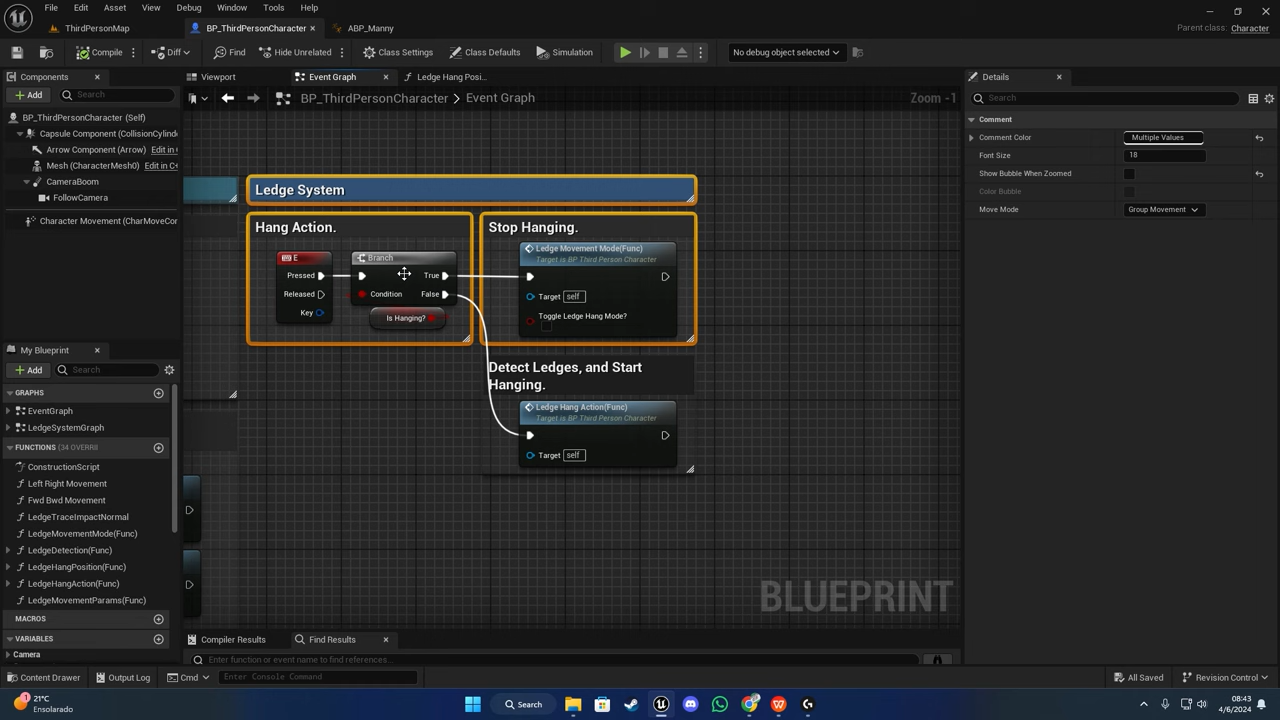 File
Edit
Asset
View
Debug
Window
Tools
Help
ThirdPersonMap
BP_ThirdPersonCharacter
ABP_Manny
Parent class: Character
Compile
Diff
Find
Hide Unrelated
Class Settings
Class Defaults
Simulation
No debug object selected
Components
Viewport
Event Graph
Ledge Hang Posi...
Details
Add
Search
BP_ThirdPersonCharacter > Event Graph
Zoom -1
Search
BP_ThirdPersonCharacter (Self)
Capsule Component (CollisionCylinde
Arrow Component (Arrow) Edit in
Mesh (CharacterMesh0) Edit in C+
CameraBoom
FollowCamera
Character Movement (CharMoveCor
Comment
Comment Color
Multiple Values
Font Size
18
Show Bubble When Zoomed
Color Bubble
Move Mode
Group Movement
Ledge System
Hang Action.
Stop Hanging.
E
Pressed
Released
Key
Branch
True
Condition
False
Is Hanging?
Ledge Movement Mode(Func)
Target is BP Third Person Character
Target self
Toggle Ledge Hang Mode?
Detect Ledges, and Start
Hanging.
Ledge Hang Action(Func)
Target is BP Third Person Character
Target self
BLUEPRINT
My Blueprint
Add
Search
GRAPHS
EventGraph
LedgeSystemGraph
FUNCTIONS (34 OVERRI
ConstructionScript
Left Right Movement
Fwd Bwd Movement
LedgeTraceImpactNormal
LedgeMovementMode(Func)
LedgeDetection(Func)
LedgeHangPosition(Func)
LedgeHangAction(Func)
LedgeMovementParams(Func)
MACROS
VARIABLES
Camera
Compiler Results
Find Results
Enter function or event name to find references...
Content Drawer
Output Log
Cmd
Enter Console Command
All Saved
Revision Control
1
21°C
Ensolarado
Search
08:43
4/6/2024